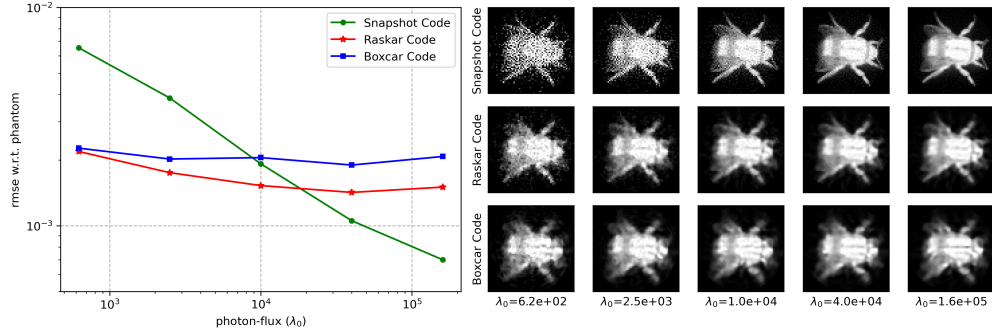 10⁻²
10⁻³
rmse w.r.t. phantom
10³
10⁴
10⁵
photon-flux (λ₀)
Snapshot Code
Raskar Code
Boxcar Code
Snapshot Code
Raskar Code
Boxcar Code
λ₀=6.2e+02
λ₀=2.5e+03
λ₀=1.0e+04
λ₀=4.0e+04
λ₀=1.6e+05